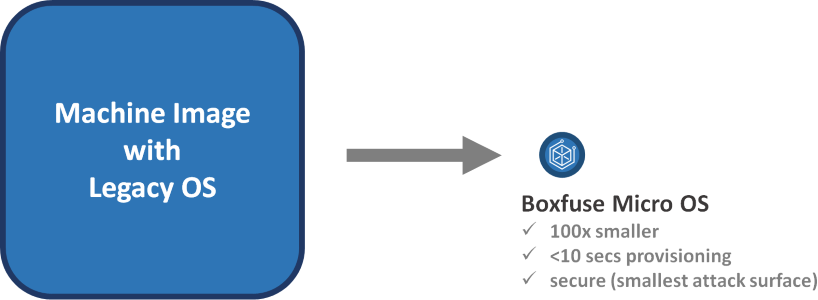 Machine Image
with
Legacy OS
Boxfuse Micro OS
✓ 100x smaller
✓ <10 secs provisioning
✓ secure (smallest attack surface)